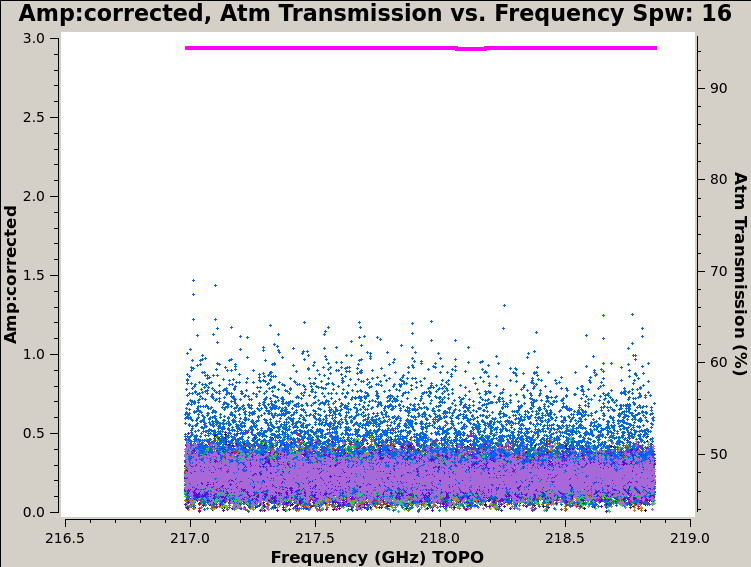 Amp:corrected, Atm Transmission vs. Frequency Spw: 16
3.0
2.5
2.0
1.5
1.0
0.5
0.0
Amp:corrected
90
80
70
60
50
Atm Transmission (%)
216.5 217.0 217.5 218.0 218.5 219.0
Frequency (GHz) TOPO